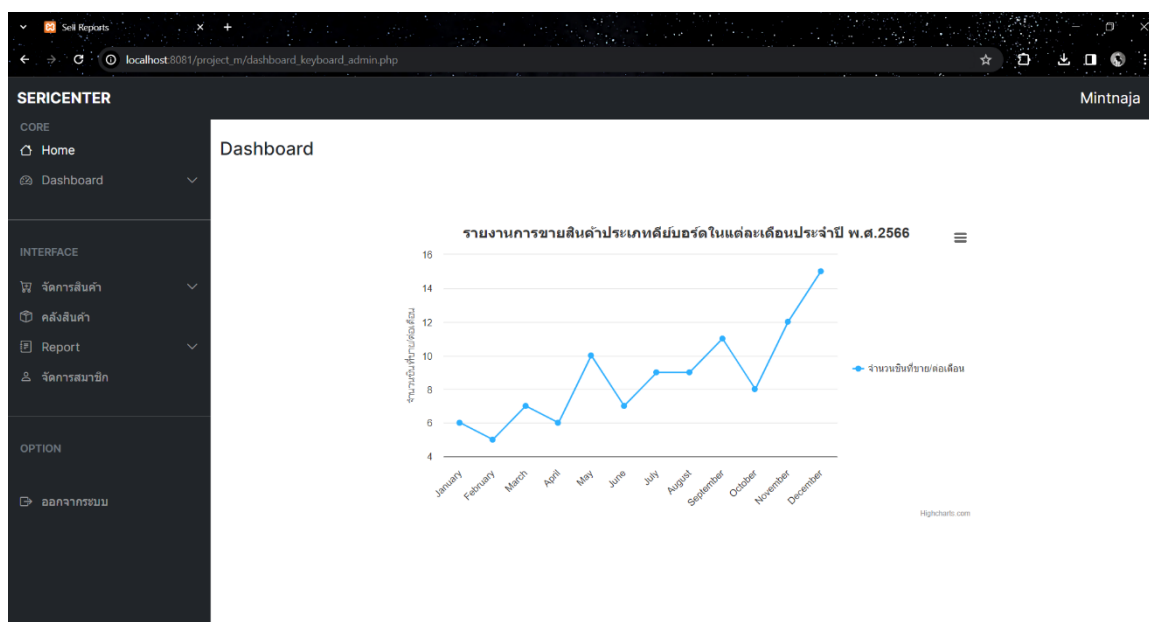 Sell Reports
localhost:8081/project_m/dashboard_keyboard_admin.php
SERICENTER
Mintnaja
CORE
Home
Dashboard
INTERFACE
จัดการสินค้า
คลังสินค้า
Report
จัดการสมาชิก
OPTION
ออกจากระบบ
Dashboard
รายงานการขายสินค้าประเภทคีย์บอร์ดในแต่ละเดือนประจำปี พ.ศ.2566
จำนวนชิ้นที่ขาย/ต่อเดือน
16
14
12
10
8
6
4
January
February
March
April
May
June
July
August
September
October
November
December
จำนวนชิ้นที่ขาย/ต่อเดือน
Highcharts.com